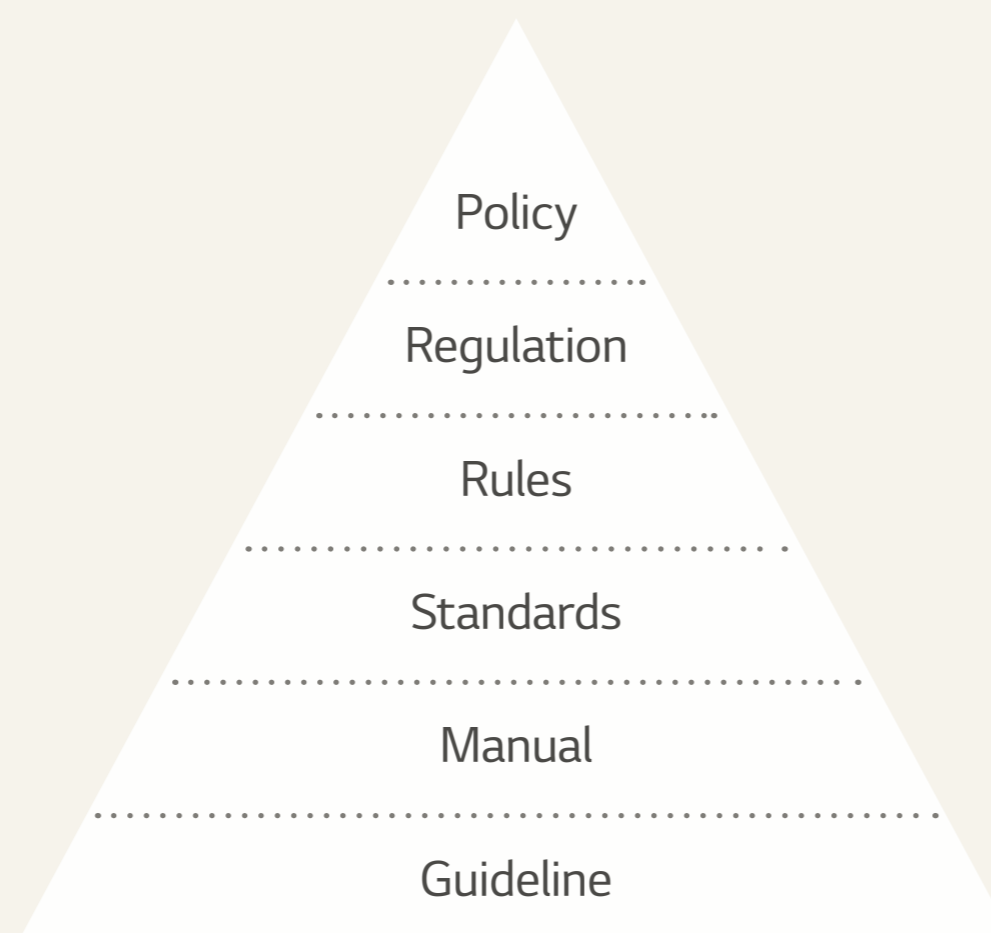 Policy
Regulation
Rules
Standards
Manual
Guideline